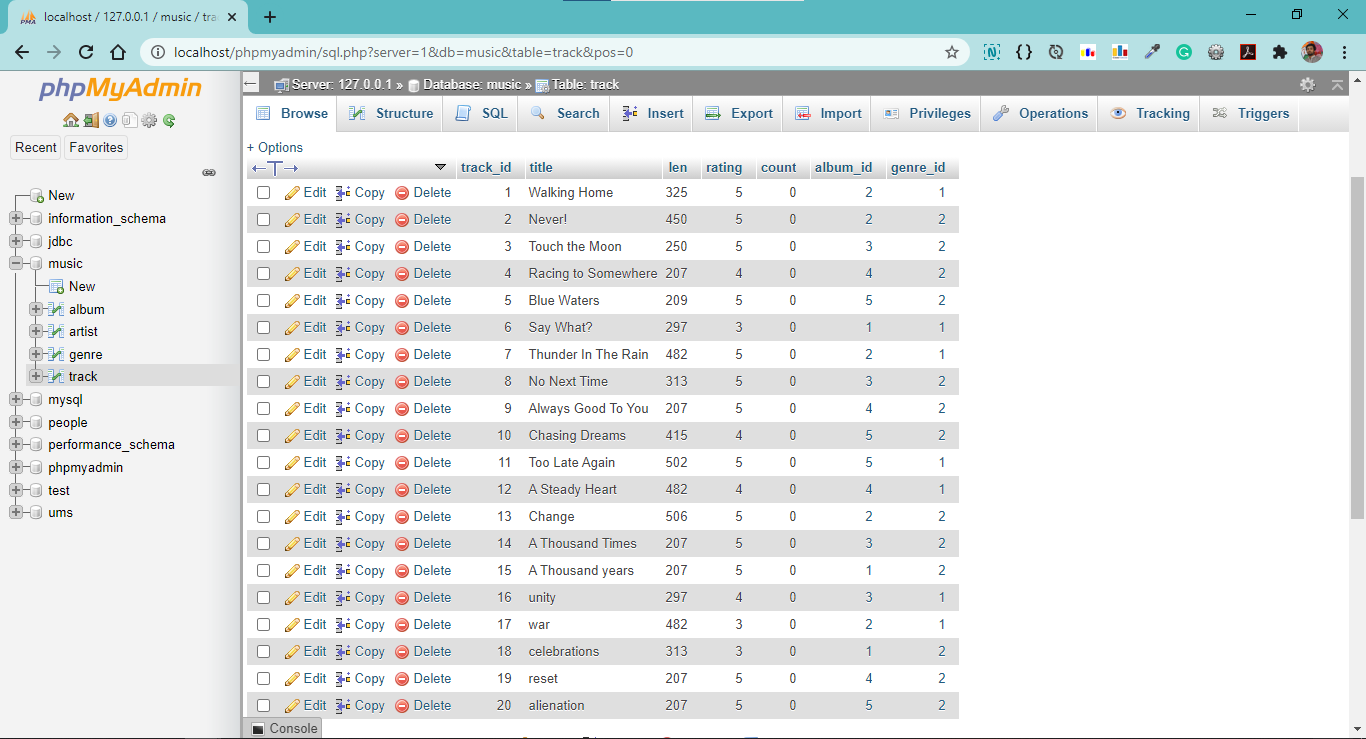 localhost / 127.0.0.1 / music / tra
localhost/phpmyadmin/sql.php?server=1&db=music&table=track&pos=0
phpMyAdmin
Recent Favorites
New
information_schema
jdbc
music
New
album
artist
genre
track
mysql
people
performance_schema
phpmyadmin
test
ums
Server: 127.0.0.1 » Database: music » Table: track
Browse Structure SQL Search Insert Export Import Privileges Operations Tracking Triggers
+ Options
track_id title len rating count album_id genre_id
Edit Copy Delete 1 Walking Home 325 5 0 2 1
Edit Copy Delete 2 Never! 450 5 0 2 2
Edit Copy Delete 3 Touch the Moon 250 5 0 3 2
Edit Copy Delete 4 Racing to Somewhere 207 4 0 4 2
Edit Copy Delete 5 Blue Waters 209 5 0 5 2
Edit Copy Delete 6 Say What? 297 3 0 1 1
Edit Copy Delete 7 Thunder In The Rain 482 5 0 2 1
Edit Copy Delete 8 No Next Time 313 5 0 3 2
Edit Copy Delete 9 Always Good To You 207 5 0 4 2
Edit Copy Delete 10 Chasing Dreams 415 4 0 5 2
Edit Copy Delete 11 Too Late Again 502 5 0 5 1
Edit Copy Delete 12 A Steady Heart 482 4 0 4 1
Edit Copy Delete 13 Change 506 5 0 2 2
Edit Copy Delete 14 A Thousand Times 207 5 0 3 2
Edit Copy Delete 15 A Thousand years 207 5 0 1 2
Edit Copy Delete 16 unity 297 4 0 3 1
Edit Copy Delete 17 war 482 3 0 2 1
Edit Copy Delete 18 celebrations 313 3 0 1 2
Edit Copy Delete 19 reset 207 5 0 4 2
Edit Copy Delete 20 alienation 207 5 0 5 2
Console